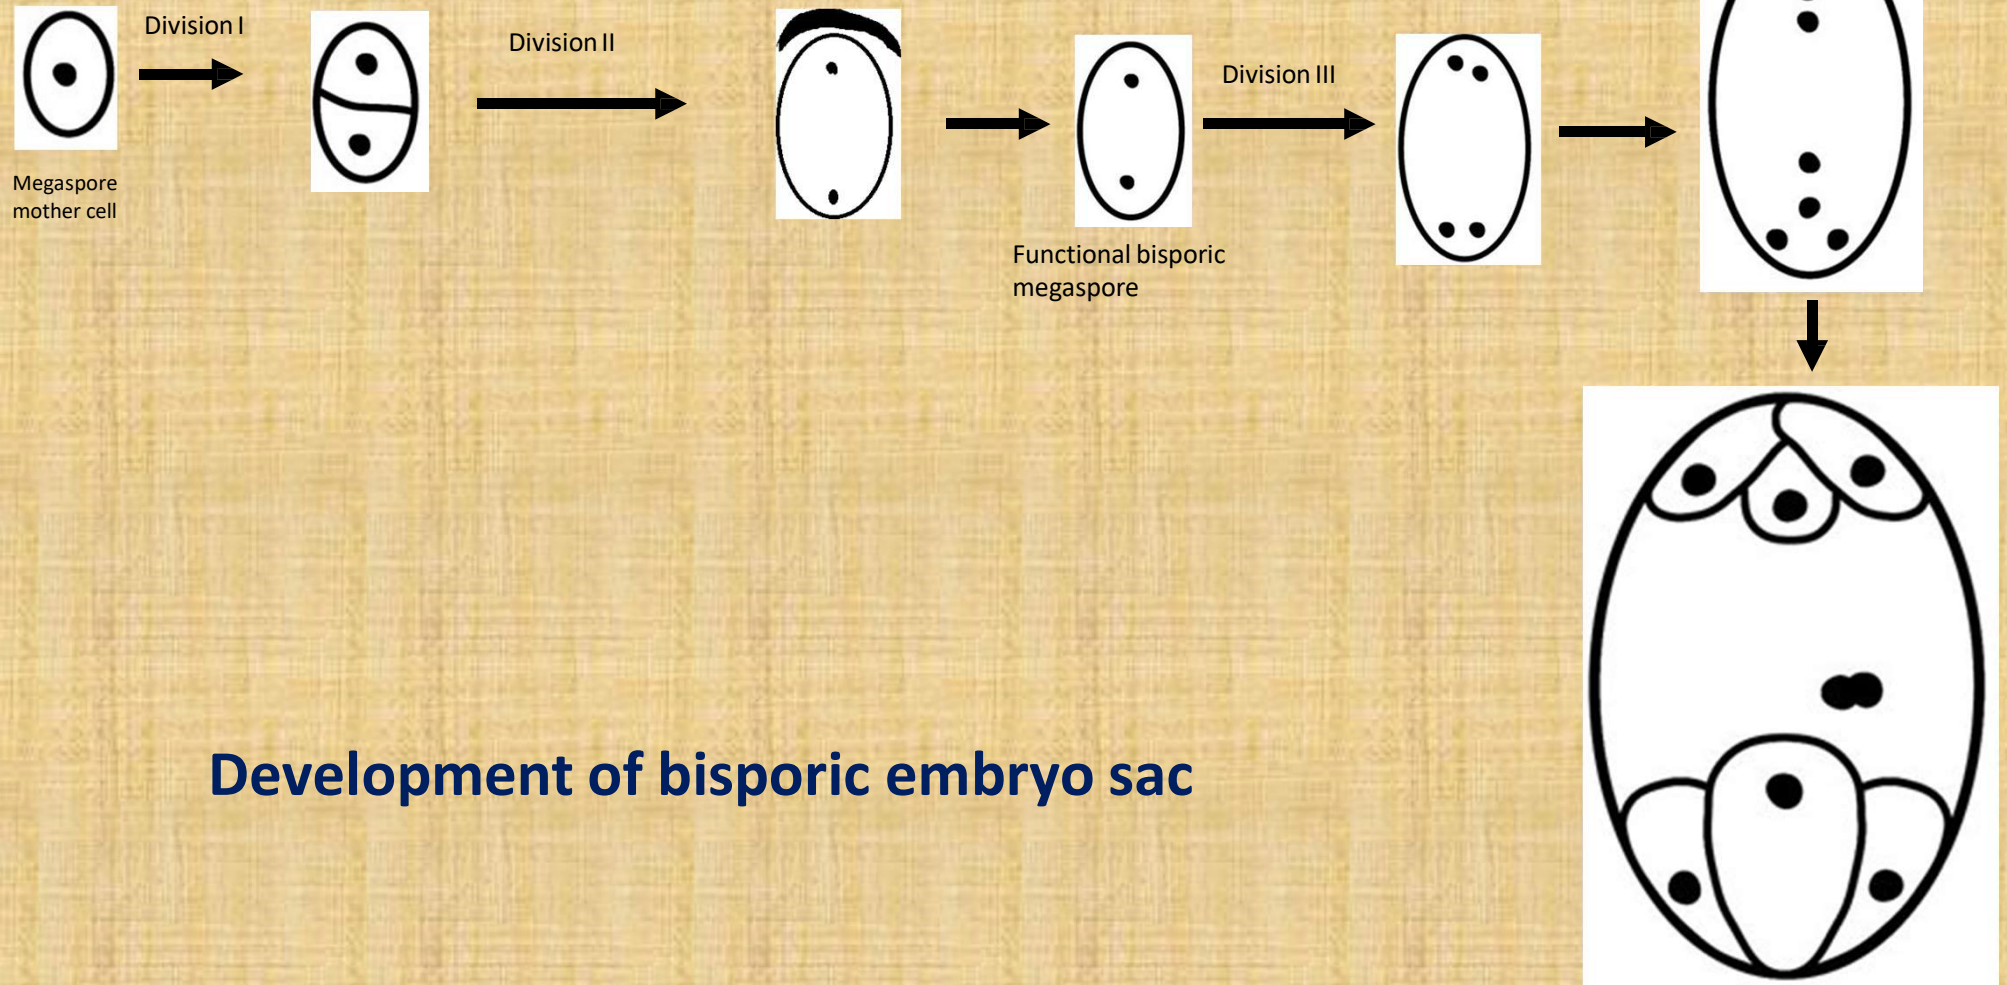 Division I
Division II
Division III
Megaspore
mother cell
Functional bisporic
megaspore
Development of bisporic embryo sac